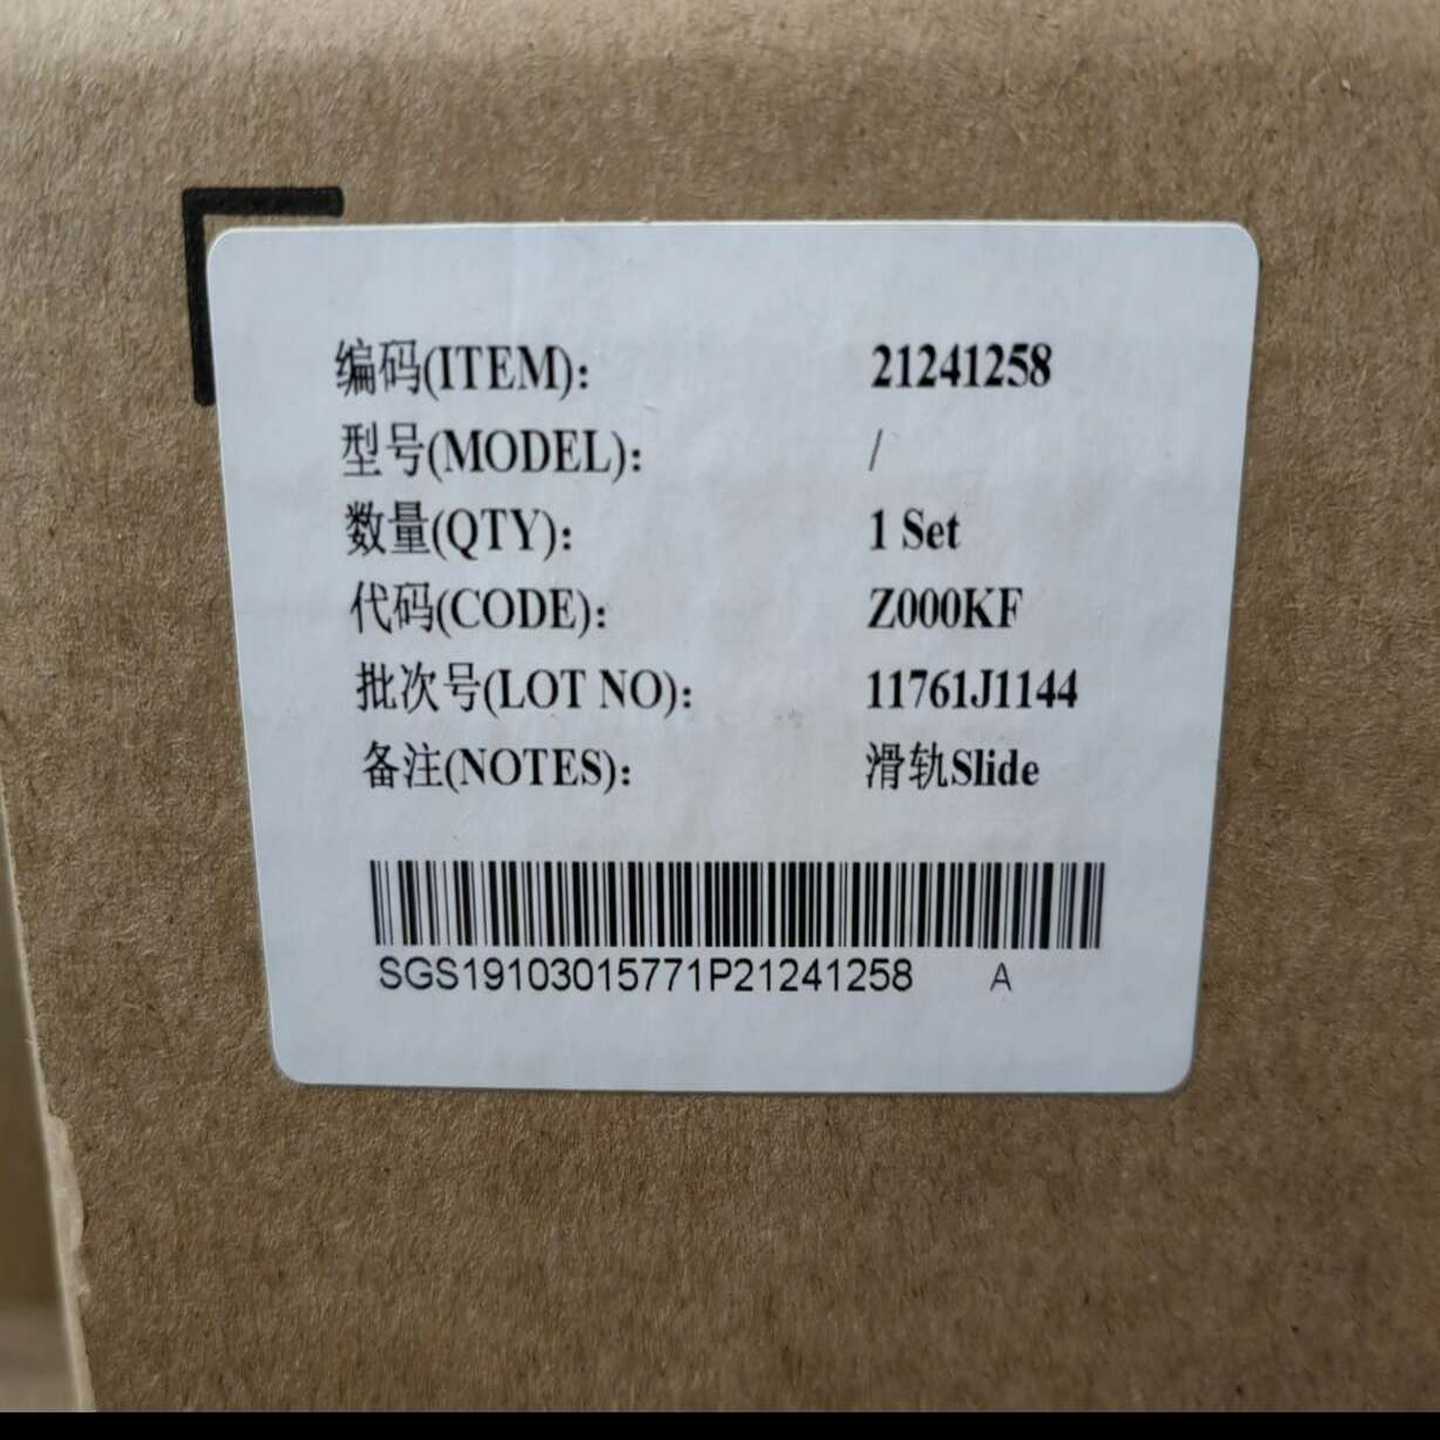 编码(ITEM)： 21241258
型号(MODEL)： /
数量(QTY)： 1 Set
代码(CODE)： Z000KF
批次号(LOT NO)： 11761J1144
备注(NOTES)： 滑轨Slide
SGS19103015771P21241258 A